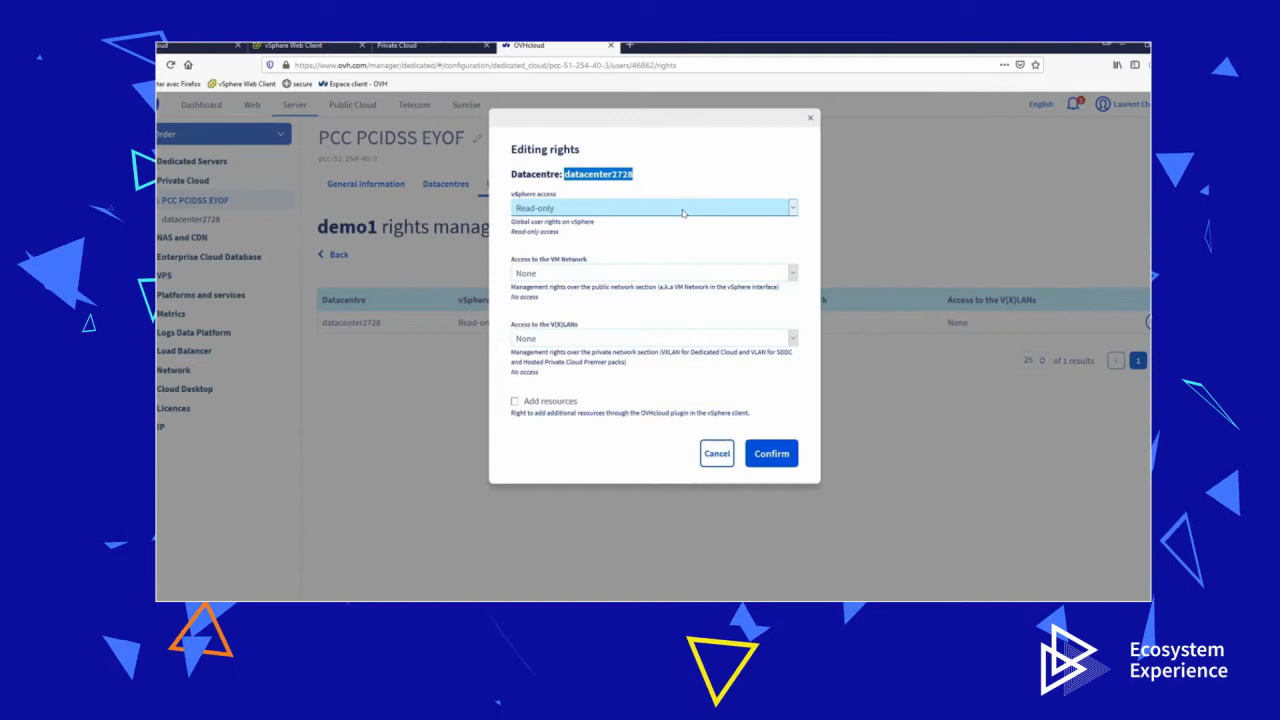 oud
vSphere Web Client
Private Cloud
OVHcloud
https://www.ovh.com/manager/dedicated/#/configuration/dedicated_cloud/pcc-51-254-40-3/users/46862/rights
ter avec Firefox
vSphere Web Client
secure
Espace client - OVH
Dashboard
Web
Server
Public Cloud
Telecom
Sunrise
English
Laurent Ch
Order
Dedicated Servers
Private Cloud
PCC PCIDSS EYOF
datacenter2728
NAS and CDN
Enterprise Cloud Database
VPS
Platforms and services
Metrics
Logs Data Platform
Load Balancer
Network
Cloud Desktop
Licences
IP
PCC PCIDSS EYOF
pcc-51-254-40-3
General Information
Datacentres
demo1 rights manag
Back
Datacentre
vSphere
Access to the V(X)LANs
datacenter2728
Read-on
None
25
of 1 results
1
Editing rights
Datacentre: datacenter2728
vSphere access
Read-only
Global user rights on vSphere
Read-only access
Access to the VM Network
None
Management rights over the public network section (a.k.a VM Network in the vSphere interface)
No access
Access to the V(X)LANs
None
Management rights over the private network section (VXLAN for Dedicated Cloud and VLAN for SDDC
and Hosted Private Cloud Premier packs)
No access
Add resources
Right to add additional resources through the OVHcloud plugin in the vSphere client.
Cancel
Confirm
Ecosystem
Experience